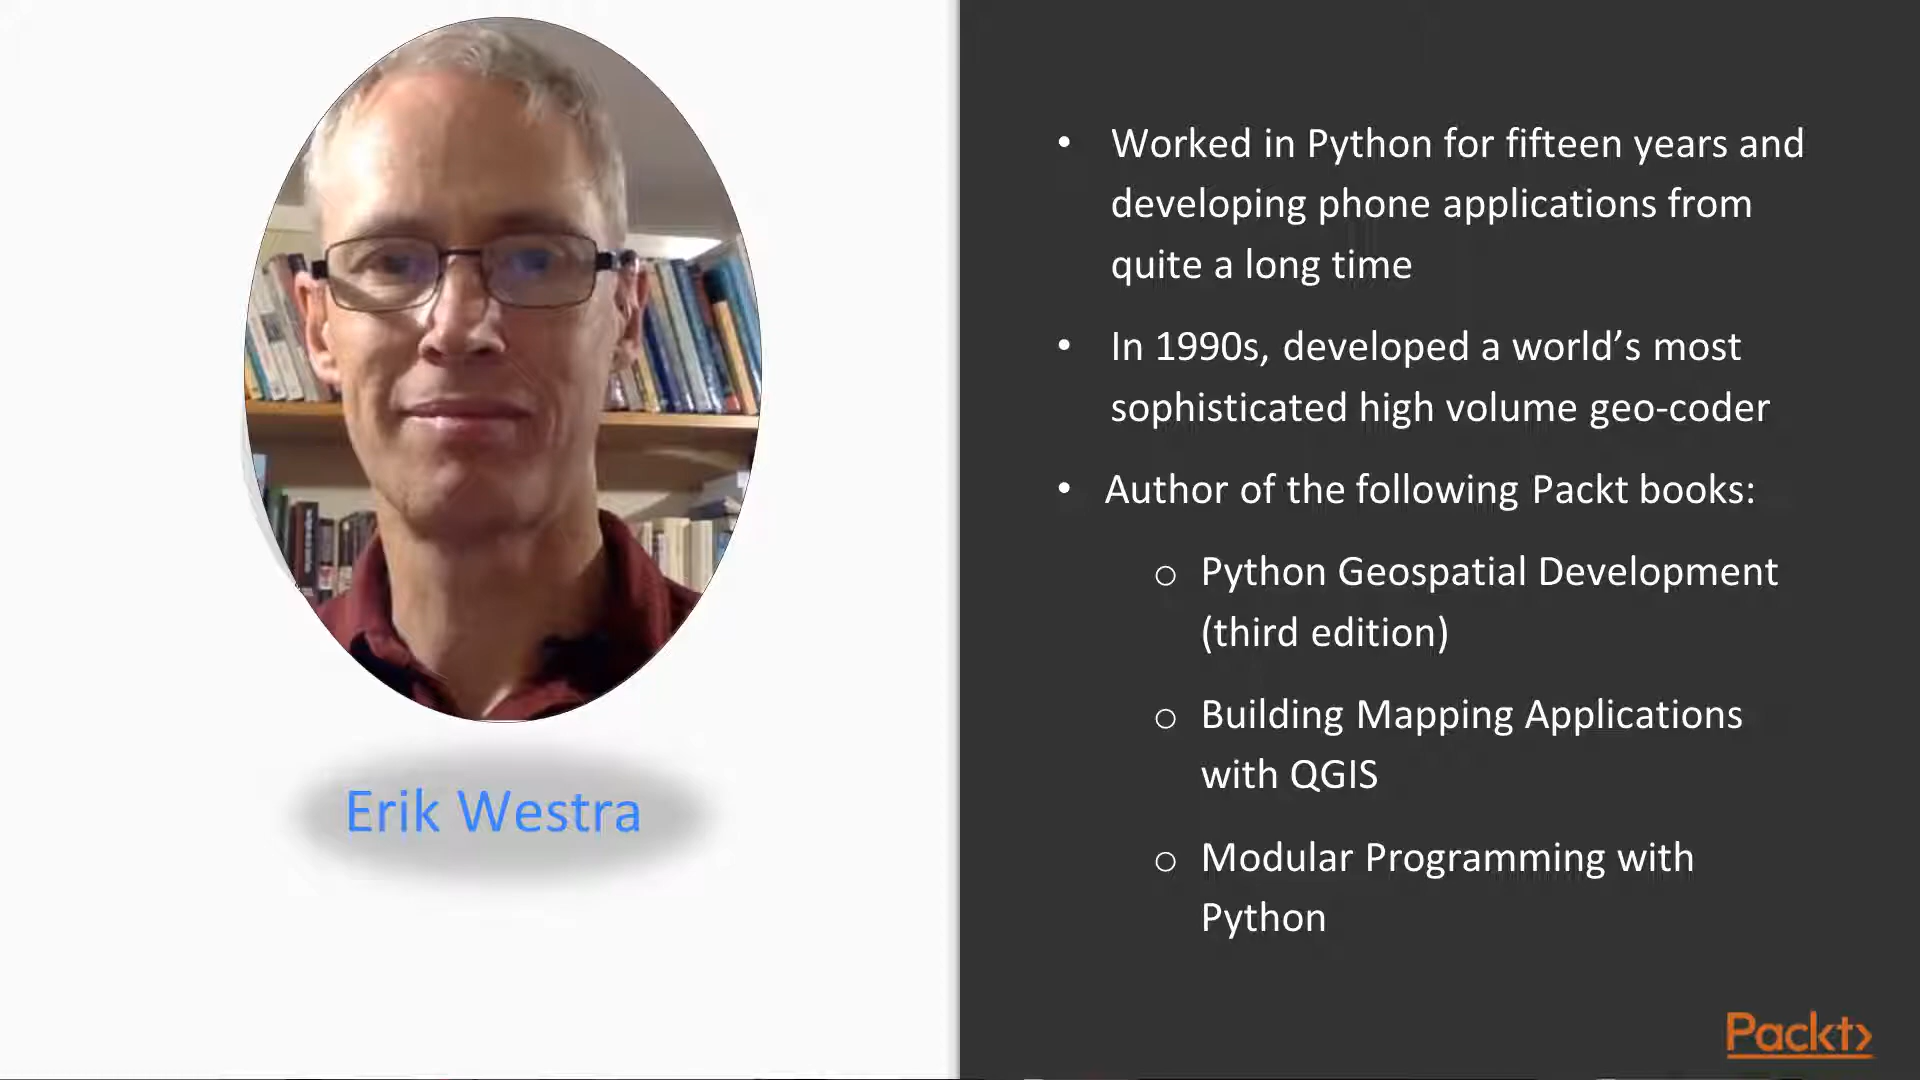 Erik Westra
• Worked in Python for fifteen years and
developing phone applications from
quite a long time
• In 1990s, developed a world’s most
sophisticated high volume geo-coder
• Author of the following Packt books:
o Python Geospatial Development
(third edition)
o Building Mapping Applications
with QGIS
o Modular Programming with
Python
Packt>